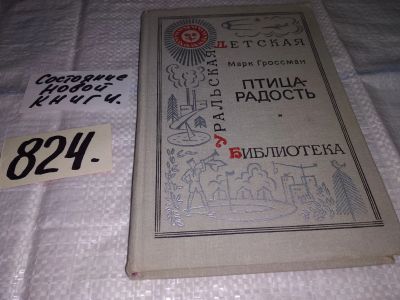 Состояние
новой
книги.
824.
УРАЛЬСКАЯ
ДЕТСКАЯ
БИБЛИОТЕКА
Марк Гроссман
ПТИЦА-
РАДОСТЬ